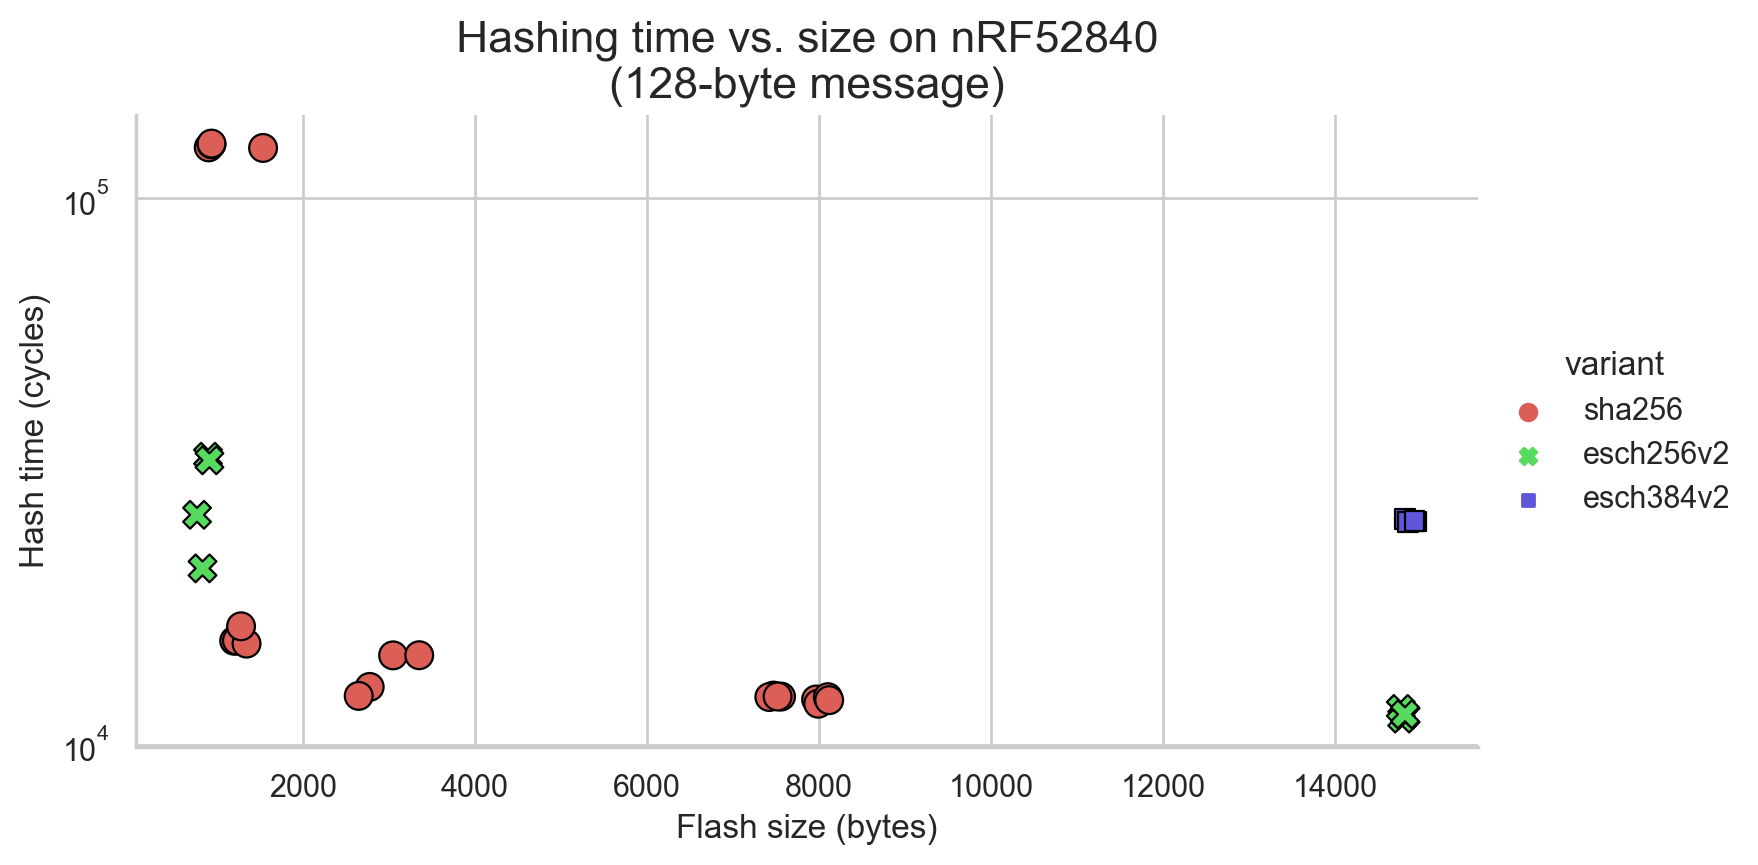 Hashing time vs. size on nRF52840
(128-byte message)
Hash time (cycles)
10^5
10^4
2000 4000 6000 8000 10000 12000 14000
Flash size (bytes)
variant
sha256
esch256v2
esch384v2